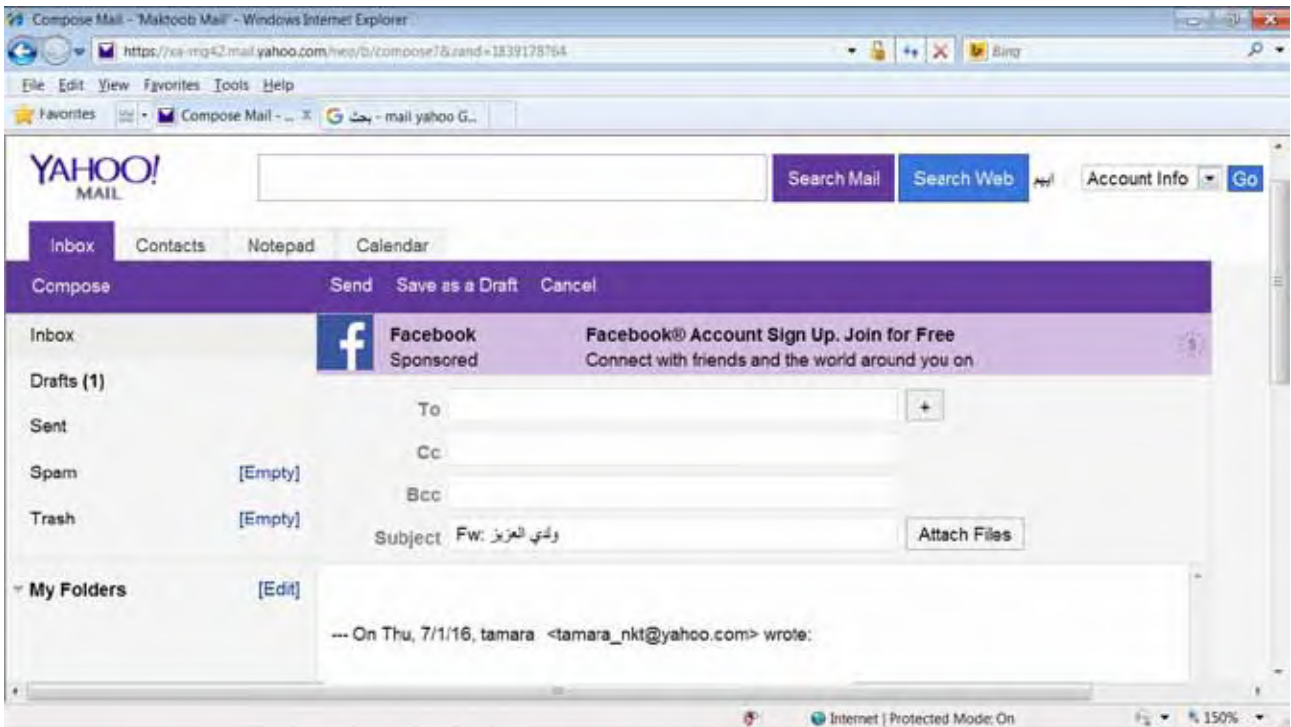 Compose Mail - "Maktoob Mail" - Windows Internet Explorer
yahoo.com/neo/b/compose?&rand=1839178764
Bing
File Edit View Favorites Tools Help
Favorites
Compose Mail - ...
بحث - mail yahoo G...
YAHOO!
MAIL
Search Mail
Search Web
Account Info
Go
Inbox Contacts Notepad Calendar
Compose
Send Save as a Draft Cancel
Inbox
Drafts (1)
Sent
Spam [Empty]
Trash [Empty]
My Folders [Edit]
Facebook
Sponsored
Facebook® Account Sign Up. Join for Free
Connect with friends and the world around you on
To
+
Cc
Bcc
Subject Fw: ولدي العزيز
Attach Files
--- On Thu, 7/1/16, tamara <tamara_nkt@yahoo.com> wrote:
Internet | Protected Mode: On
150%